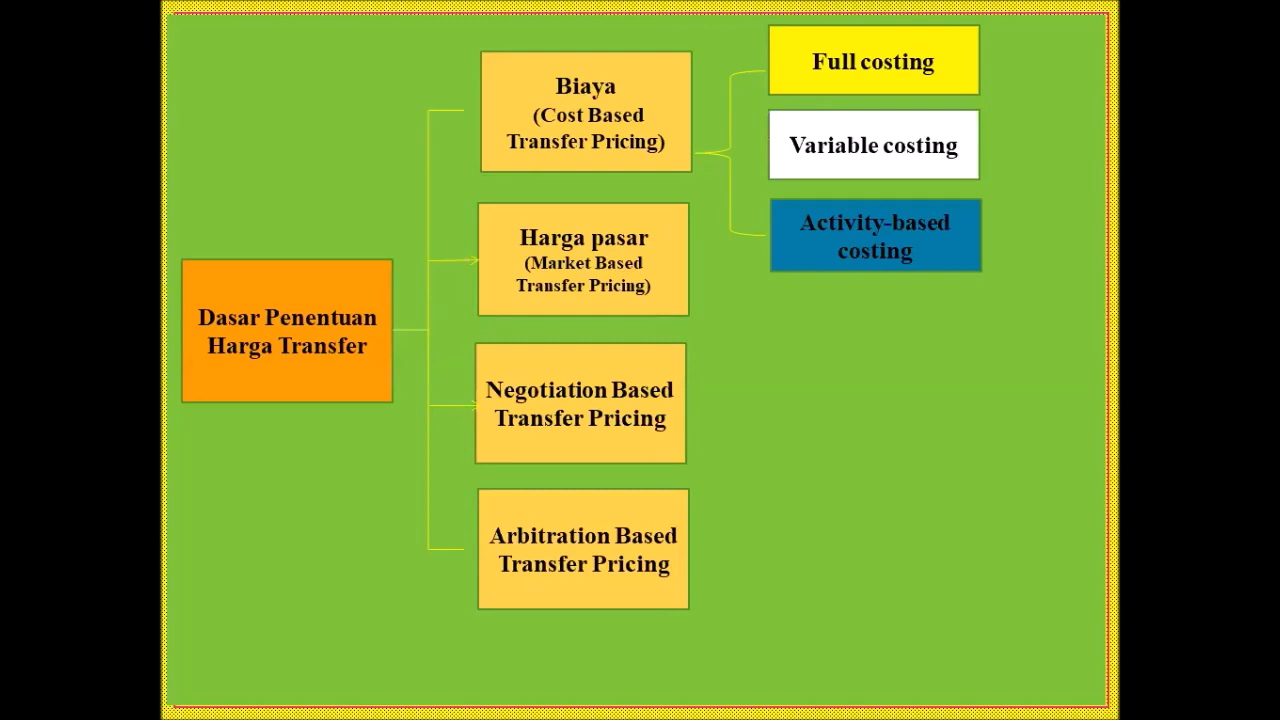 Dasar Penentuan
Harga Transfer
Biaya
(Cost Based
Transfer Pricing)
Full costing
Variable costing
Activity-based
costing
Harga pasar
(Market Based
Transfer Pricing)
Negotiation Based
Transfer Pricing
Arbitration Based
Transfer Pricing